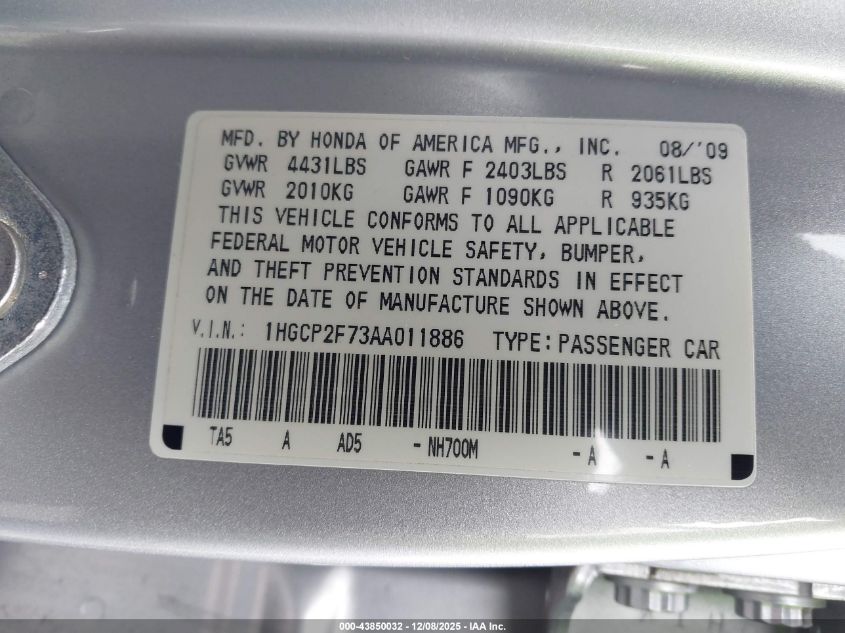 MFD. BY HONDA OF AMERICA MFG., INC. 08/'09
GVWR 4431LBS GAWR F 2403LBS R 2061LBS
GVWR 2010KG GAWR F 1090KG R 935KG
THIS VEHICLE CONFORMS TO ALL APPLICABLE
FEDERAL MOTOR VEHICLE SAFETY, BUMPER,
AND THEFT PREVENTION STANDARDS IN EFFECT
ON THE DATE OF MANUFACTURE SHOWN ABOVE.
V.I.N.: 1HGCP2F73AA011886 TYPE:PASSENGER CAR
TA5 A AD5 -NH700M -A -A
000-43850032 - 12/08/2025 - IAA Inc.